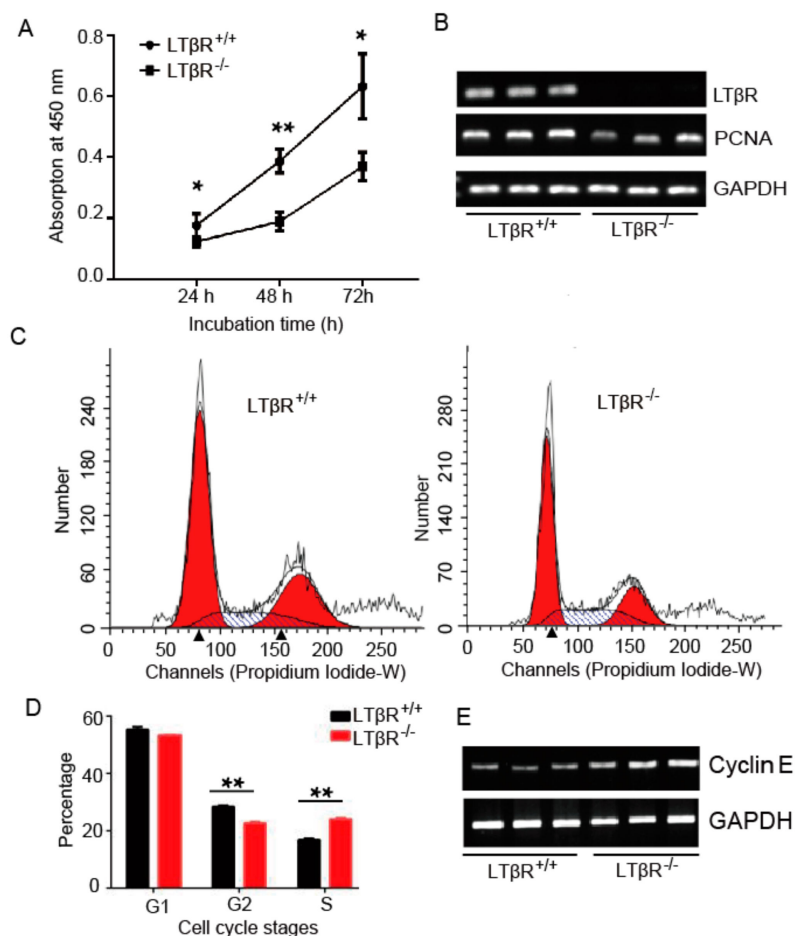 A
0.8
0.6
0.4
0.2
0.0
Absorpton at 450 nm
LTβR+/+
LTβR-/-
*
**
*
24 h 48 h 72h
Incubation time (h)
B
LTβR
PCNA
GAPDH
LTβR+/+ LTβR-/-
C
LTβR+/+
Number
240
180
120
60
0
0 50 100 150 200 250
Channels (Propidium Iodide-W)
LTβR-/-
Number
280
210
140
70
0
0 50 100 150 200 250
Channels (Propidium Iodide-W)
D
LTβR+/+
LTβR-/-
Percentage
60
40
20
0
**
**
G1 G2 S
Cell cycle stages
E
Cyclin E
GAPDH
LTβR+/+ LTβR-/-